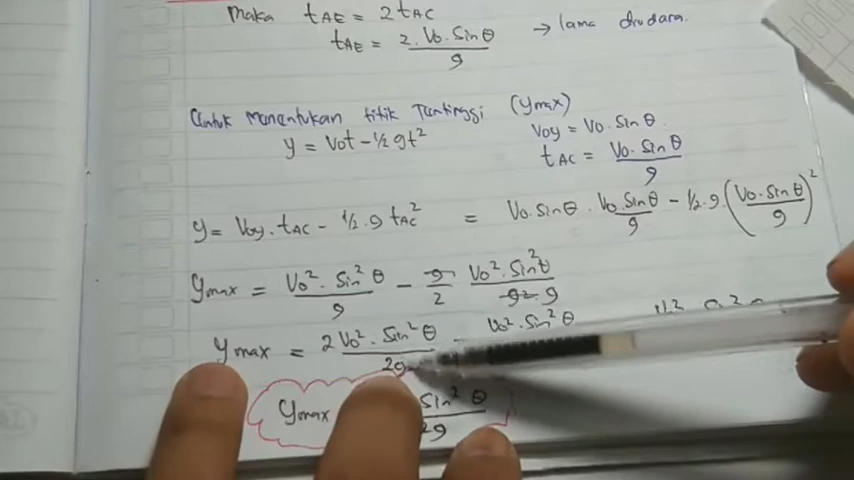 Maka tAE = 2 tAC
tAE = 2. Vo. Sin θ / g → lama diudara.
Untuk Menentukan titik Tertinggi (ymax)
y = Vot - ½ gt²
Voy = Vo. Sin θ
tAC = Vo. Sin θ / g
y = Voy. tAC - ½. g tAC² = Vo. sin θ . Vo. Sin θ / g - ½. g. (Vo. Sin θ / g)²
ymax = Vo². Sin² θ / g - g / 2 Vo². Sin² θ / g² g
ymax = 2 Vo². Sin² θ / 2g - Vo². Sin² θ
ymax Sin² θ / 2g